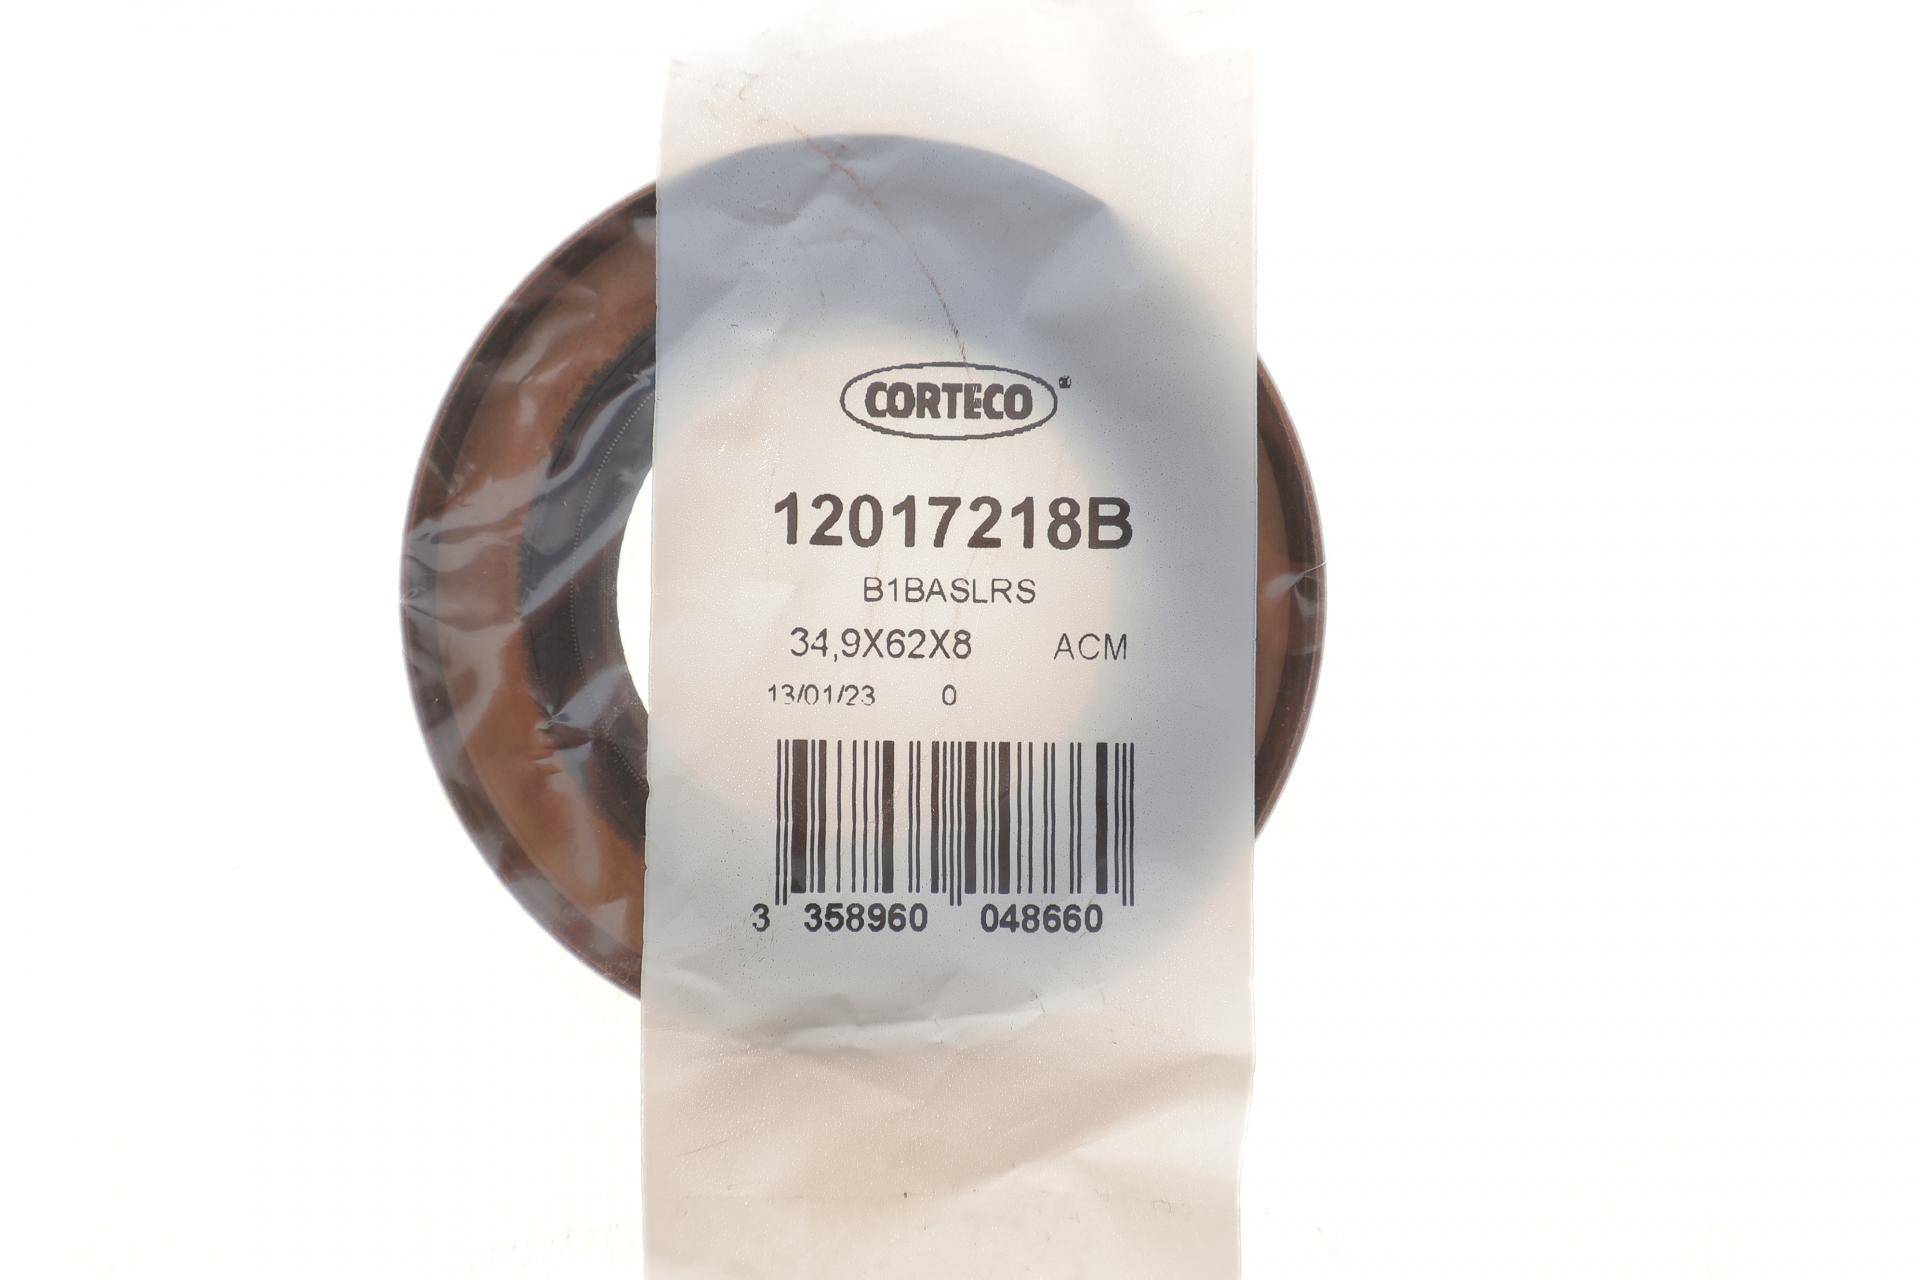 CORTECO
12017218B
B1BASLRS
34,9X62X8 ACM
13/01/23 0
3 358960 048660